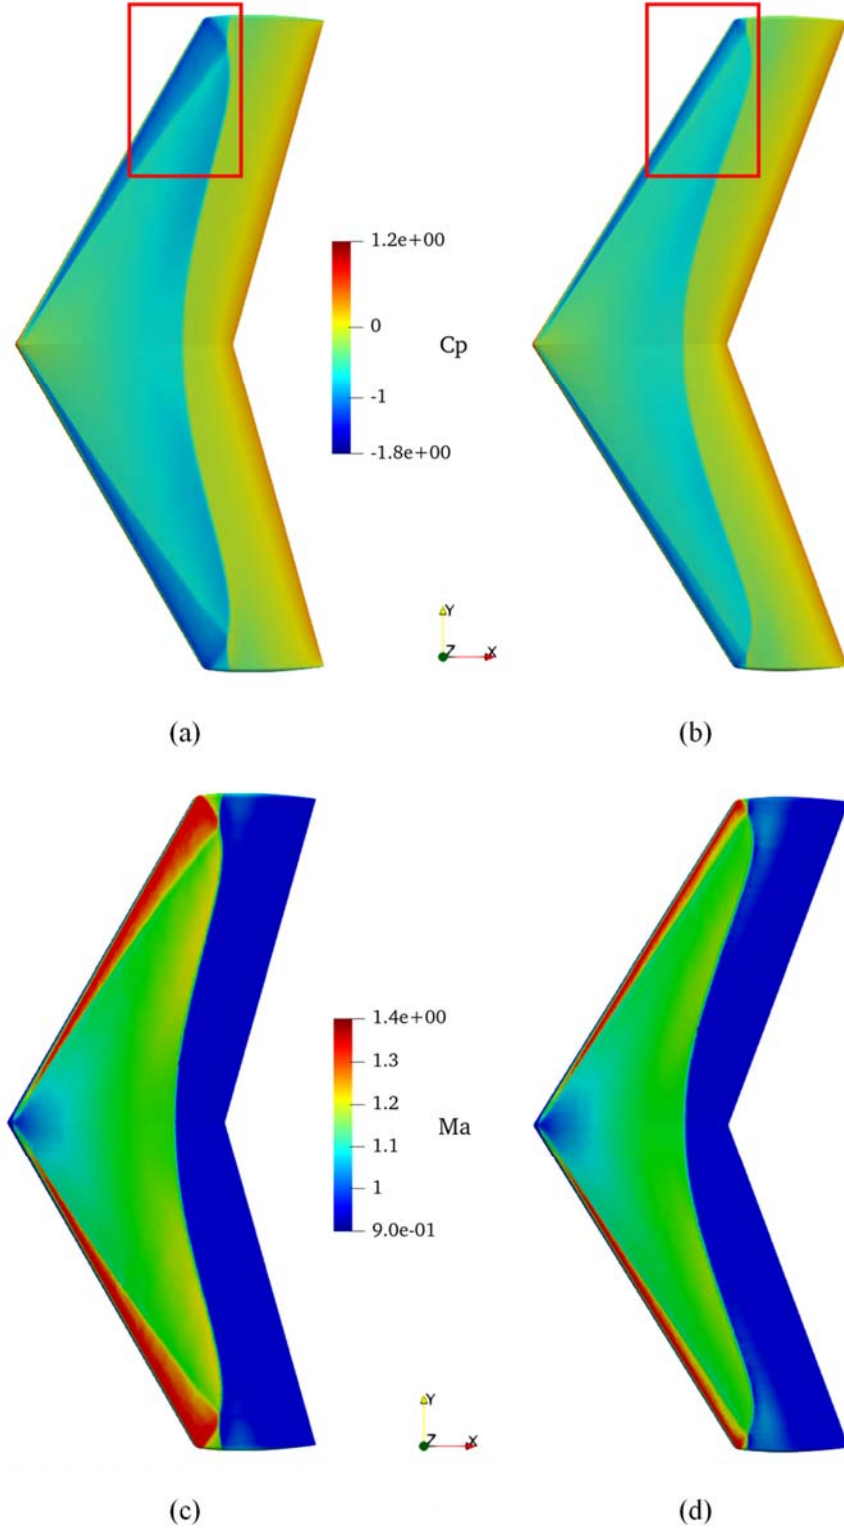 1.2e+00
0
Cp
-1
-1.8e+00
Y
Z X
(a) (b)
1.4e+00
1.3
1.2
Ma
1.1
1
9.0e-01
Y
Z X
(c) (d)